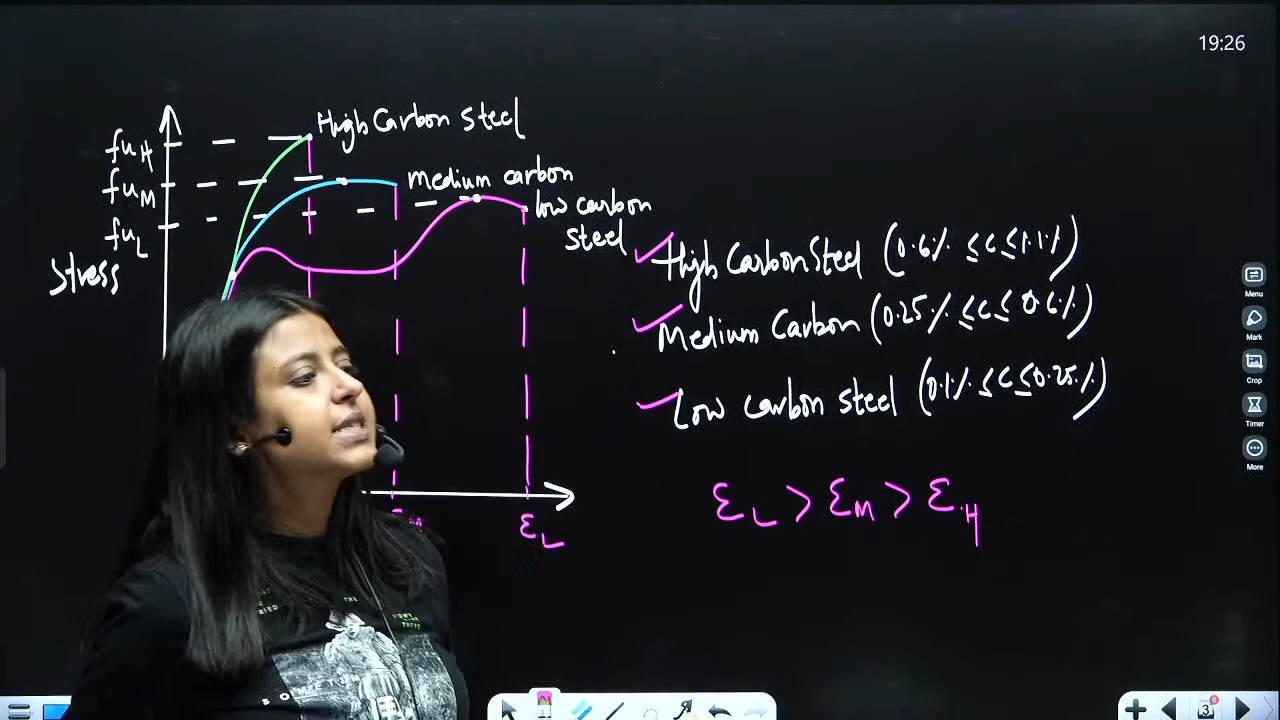 19:26
High Carbon steel
fuH
medium carbon
fuM
low carbon
steel
fuL
Stress
High Carbon Steel (0.6% ≤ c ≤ 1.1%)
Medium Carbon (0.25% ≤ c ≤ 0.6%)
Low carbon steel (0.1% ≤ c ≤ 0.25%)
εL > εM > εH
εL
Menu
Mark
Crop
Timer
More
THE